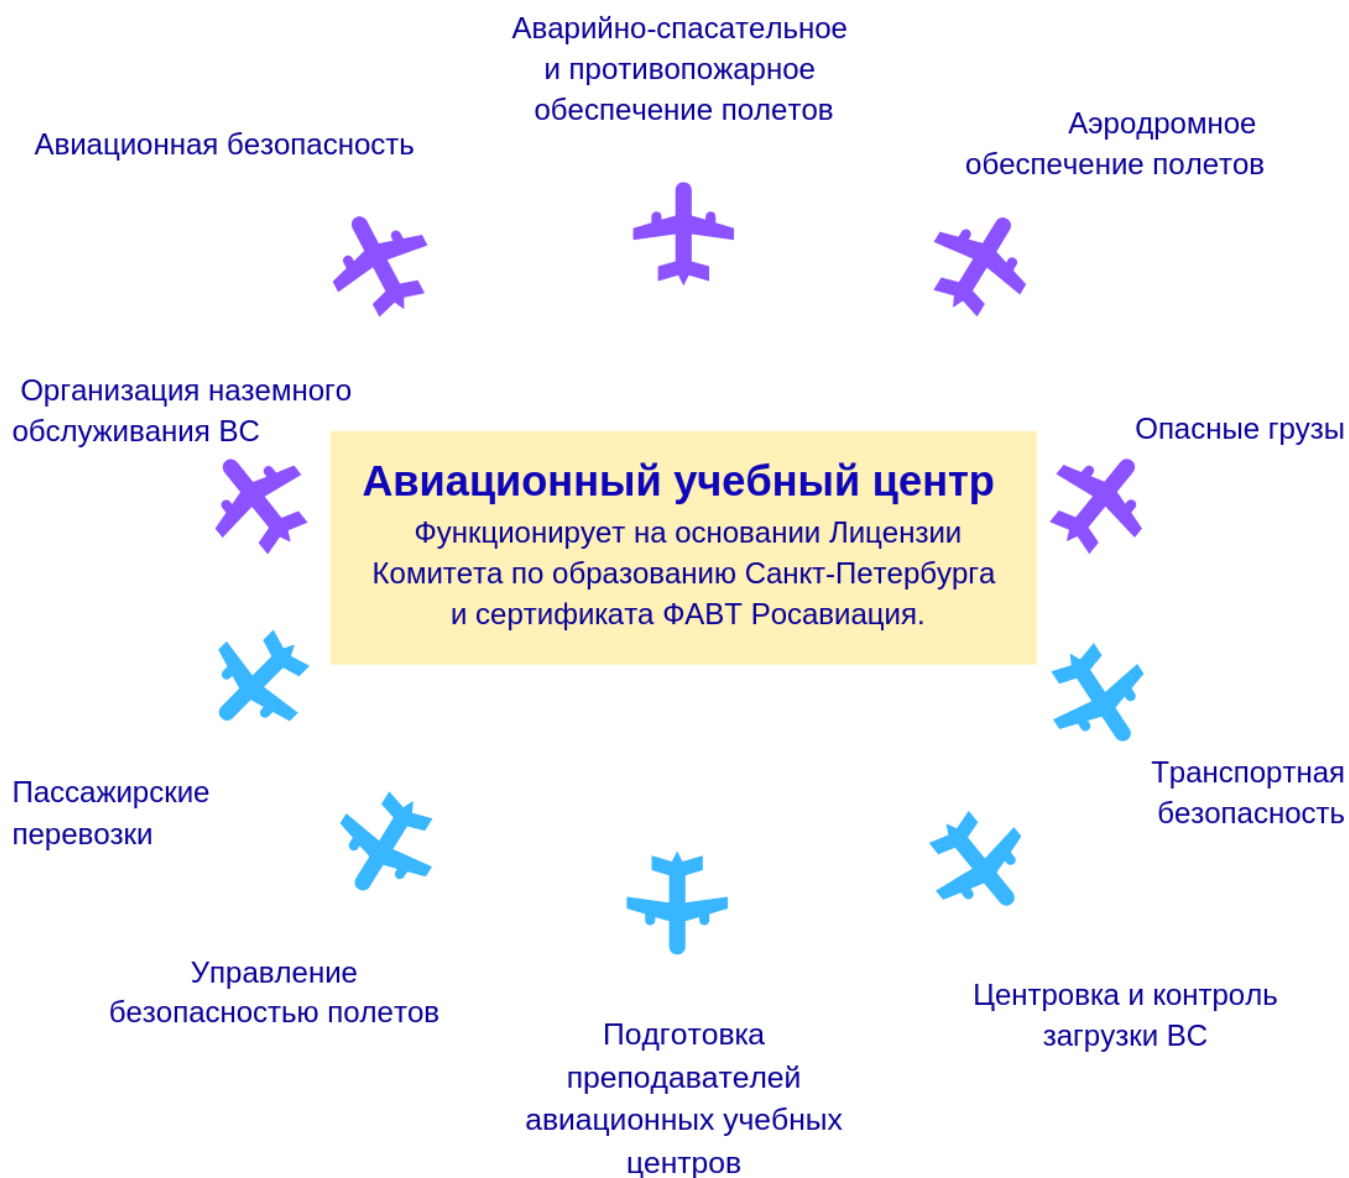 Аварийно-спасательное
и противопожарное
обеспечение полетов
Авиационная безопасность
Аэродромное
обеспечение полетов
Организация наземного
обслуживания ВС
Опасные грузы
Авиационный учебный центр
Функционирует на основании Лицензии
Комитета по образованию Санкт-Петербурга
и сертификата ФАВТ Росавиация.
Пассажирские
перевозки
Транспортная
безопасность
Управление
безопасностью полетов
Центровка и контроль
загрузки ВС
Подготовка
преподавателей
авиационных учебных
центров